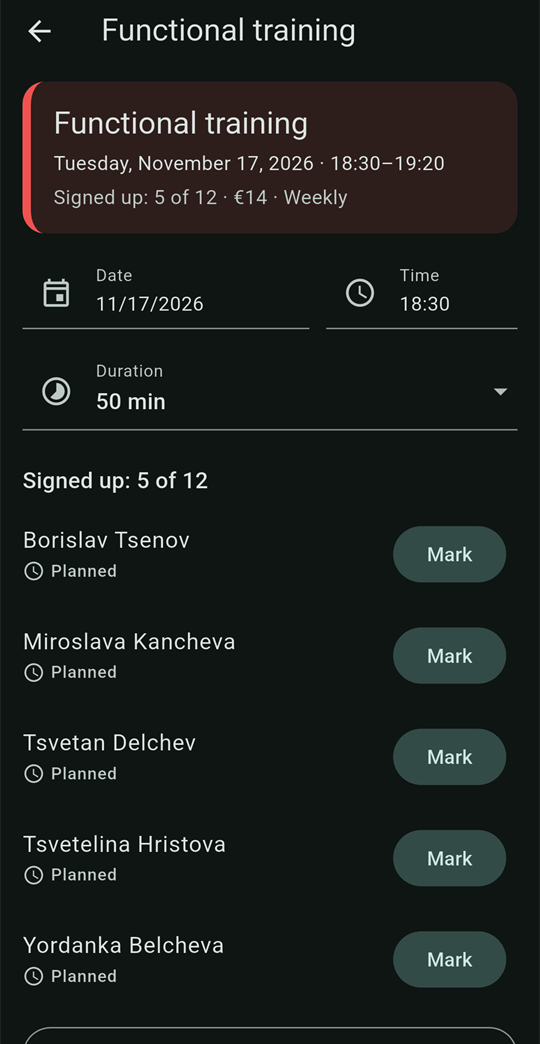 Functional training
Functional training
Tuesday, November 17, 2026 · 18:30–19:20
Signed up: 5 of 12 · €14 · Weekly
Date
11/17/2026
Time
18:30
Duration
50 min
Signed up: 5 of 12
Borislav Tsenov
Planned
Mark
Miroslava Kancheva
Planned
Mark
Tsvetan Delchev
Planned
Mark
Tsvetelina Hristova
Planned
Mark
Yordanka Belcheva
Planned
Mark